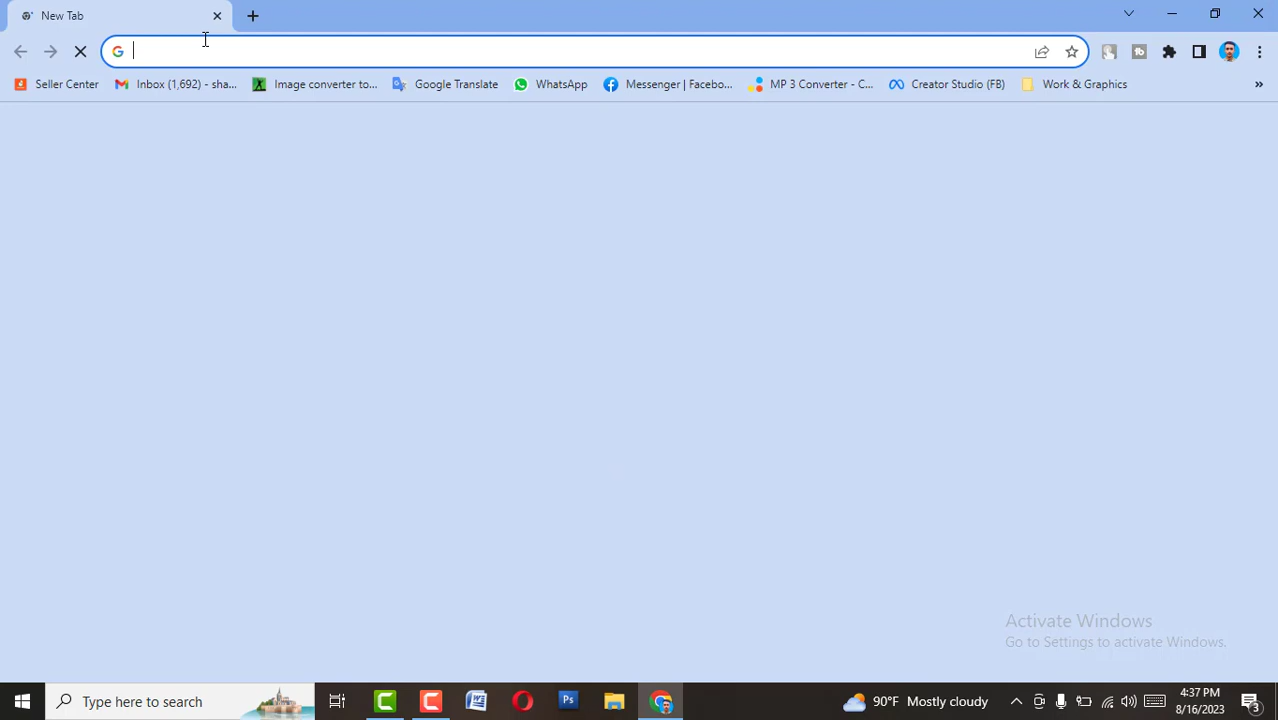 New Tab
Seller Center
Inbox (1,692) - sha...
Image converter to...
Google Translate
WhatsApp
Messenger | Facebo...
MP 3 Converter - C...
Creator Studio (FB)
Work & Graphics
»
Activate Windows
Go to Settings to activate Windows.
Type here to search
Ps
90°F Mostly cloudy
4:37 PM
8/16/2023
3